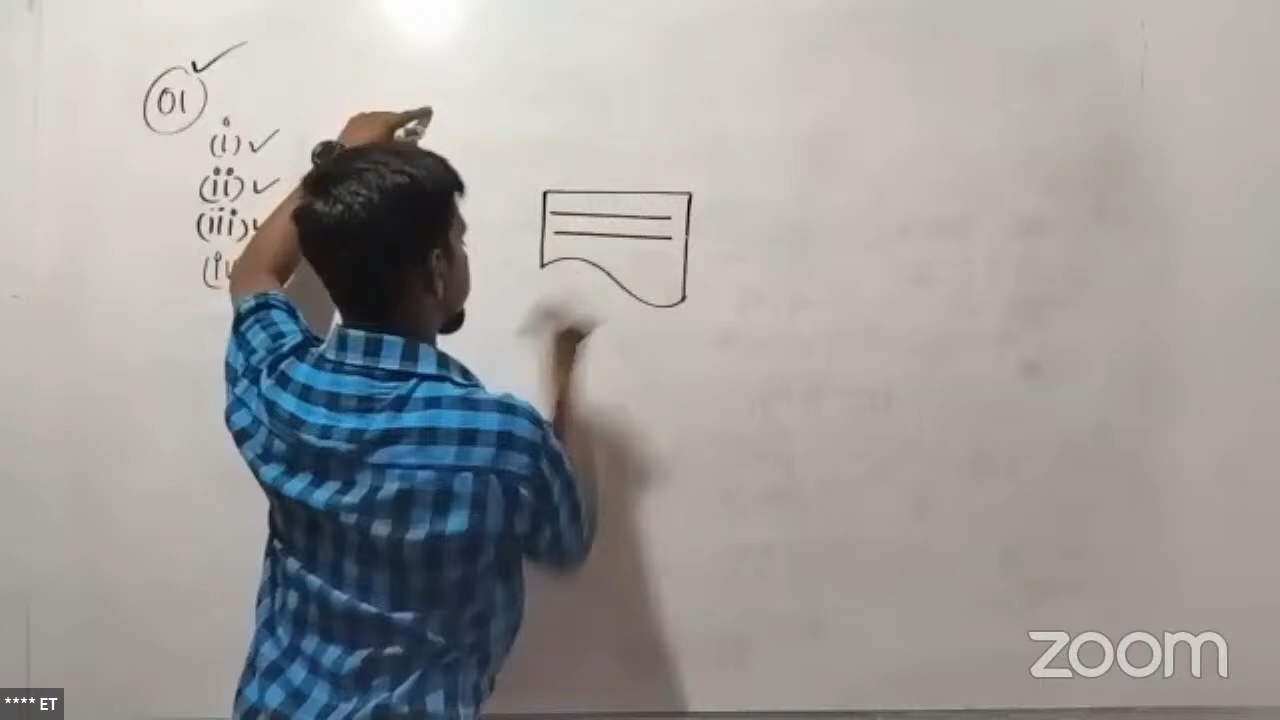 01
(i) ✓
(ii) ✓
(iii)
zoom
**** ET